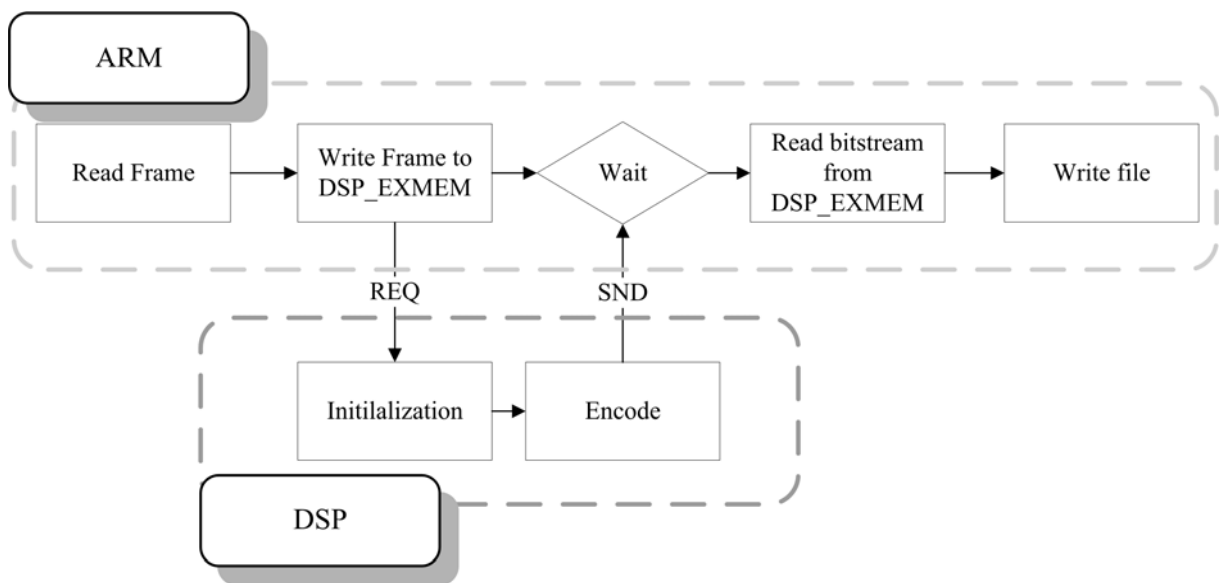 ARM
Read Frame
Write Frame to
DSP_EXMEM
Wait
Read bitstream
from
DSP_EXMEM
Write file
REQ
SND
Initilalization
Encode
DSP